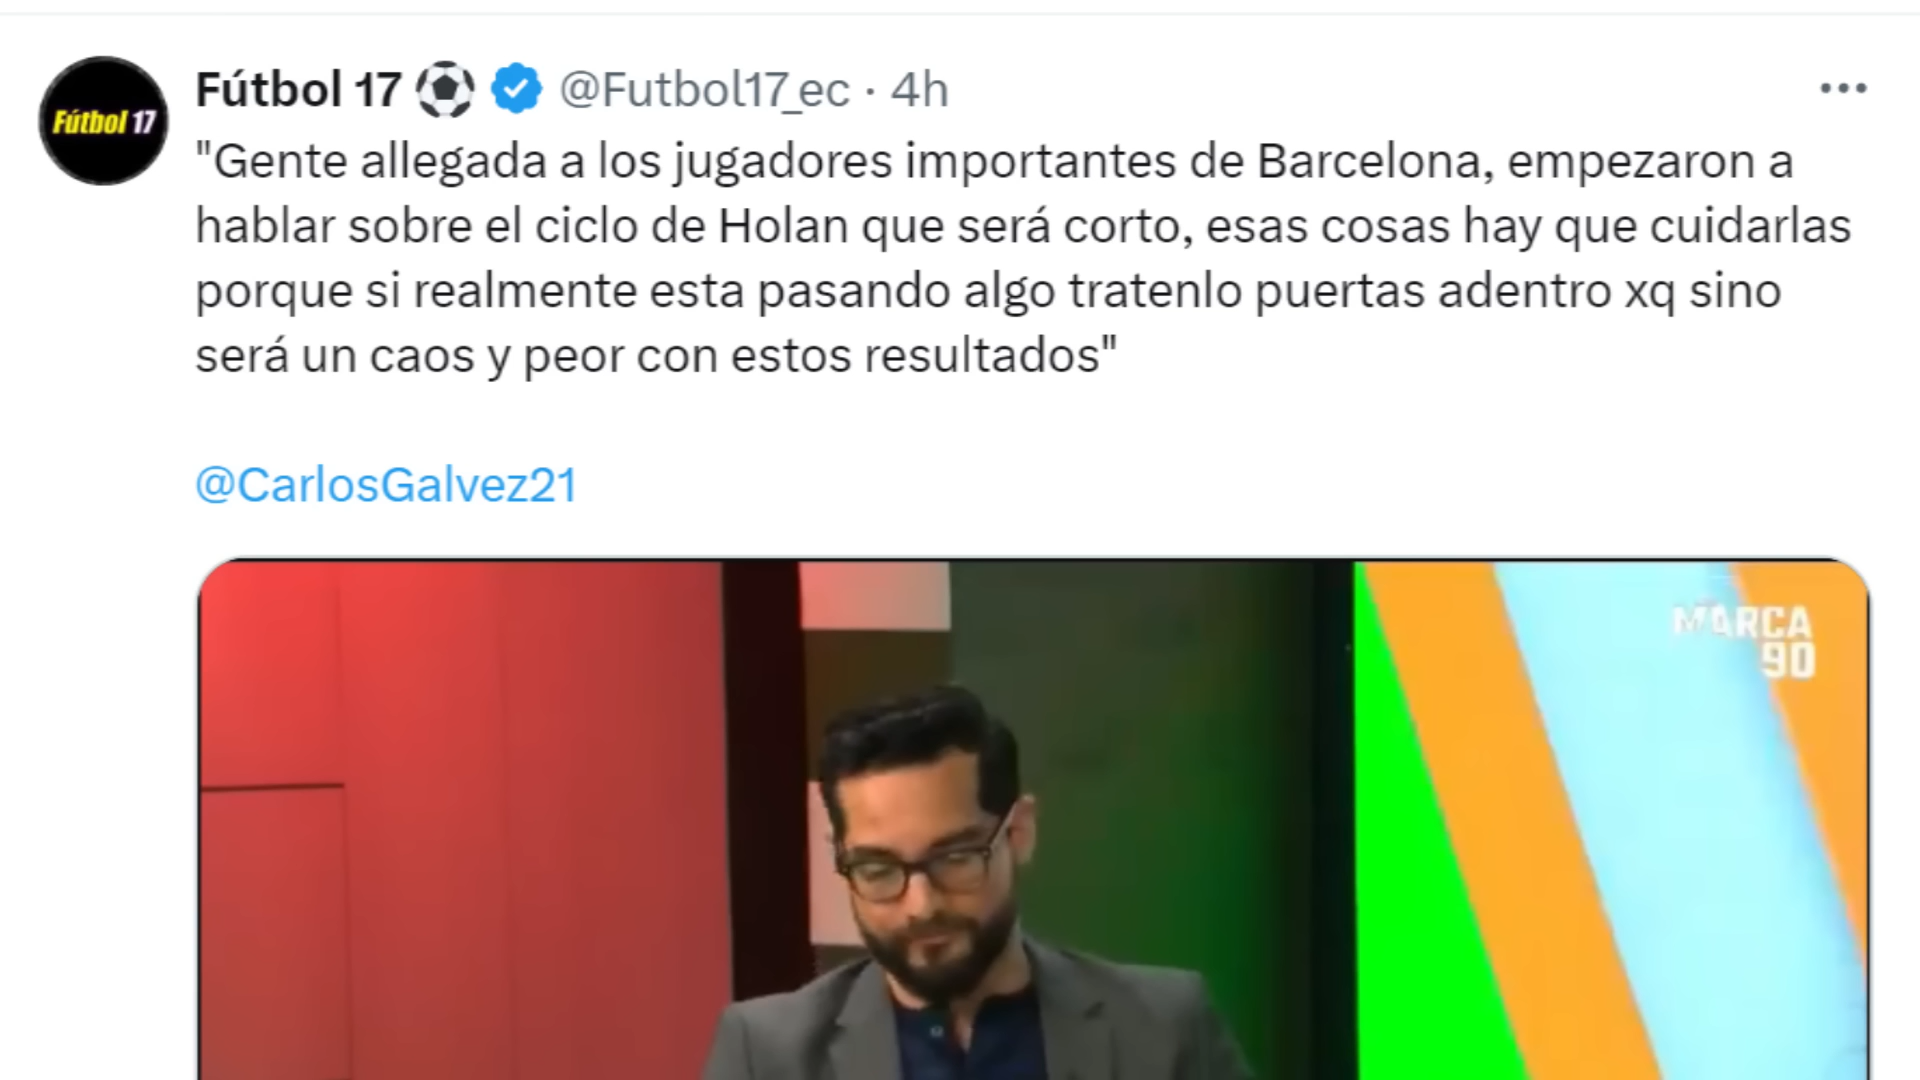 Fútbol 17 @Futbol17_ec · 4h
Fútbol 17
"Gente allegada a los jugadores importantes de Barcelona, empezaron a
hablar sobre el ciclo de Holan que será corto, esas cosas hay que cuidarlas
porque si realmente esta pasando algo tratenlo puertas adentro xq sino
será un caos y peor con estos resultados"
@CarlosGalvez21
MARCA
90